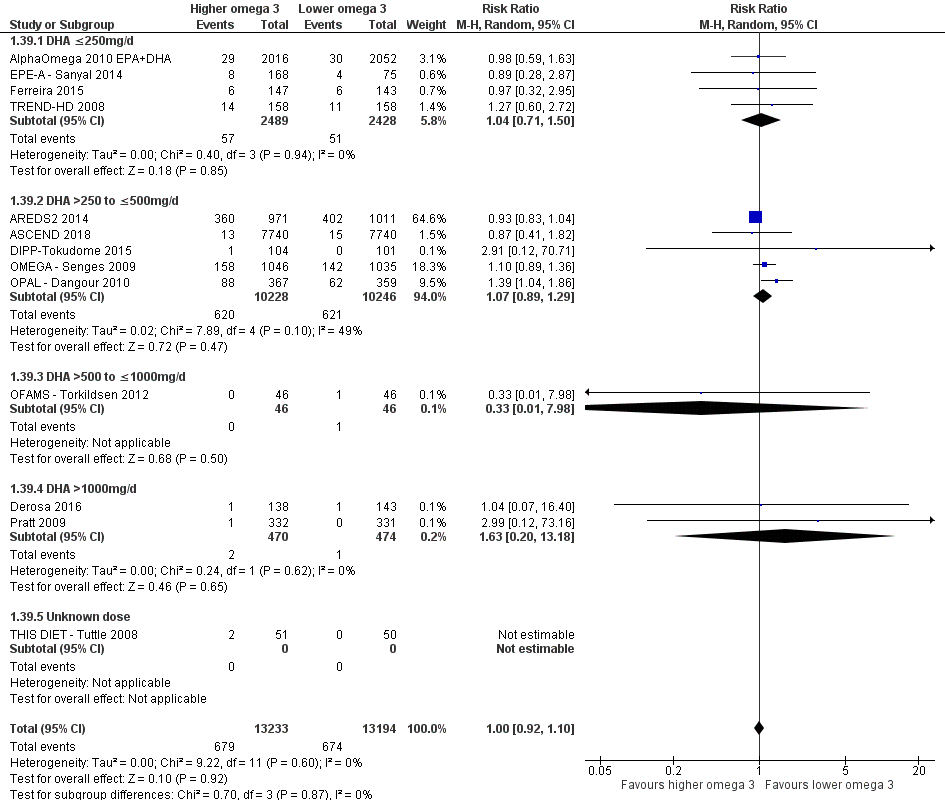 Higher omega 3 Lower omega 3 Risk Ratio Risk Ratio
Study or Subgroup Events Total Events Total Weight M-H, Random, 95% CI M-H, Random, 95% CI
1.39.1 DHA ≤250mg/d
AlphaOmega 2010 EPA+DHA 29 2016 30 2052 3.1% 0.98 [0.59, 1.63]
EPE-A - Sanyal 2014 8 168 4 75 0.6% 0.89 [0.28, 2.87]
Ferreira 2015 6 147 6 143 0.7% 0.97 [0.32, 2.95]
TREND-HD 2008 14 158 11 158 1.4% 1.27 [0.60, 2.72]
Subtotal (95% CI) 2489 2428 5.8% 1.04 [0.71, 1.50]
Total events 57 51
Heterogeneity: Tau² = 0.00; Chi² = 0.40, df = 3 (P = 0.94); I² = 0%
Test for overall effect: Z = 0.18 (P = 0.85)
1.39.2 DHA >250 to ≤500mg/d
AREDS2 2014 360 971 402 1011 64.6% 0.93 [0.83, 1.04]
ASCEND 2018 13 7740 15 7740 1.5% 0.87 [0.41, 1.82]
DIPP-Tokudome 2015 1 104 0 101 0.1% 2.91 [0.12, 70.71]
OMEGA - Senges 2009 158 1046 142 1035 18.3% 1.10 [0.89, 1.36]
OPAL - Dangour 2010 88 367 62 359 9.5% 1.39 [1.04, 1.86]
Subtotal (95% CI) 10228 10246 94.0% 1.07 [0.89, 1.29]
Total events 620 621
Heterogeneity: Tau² = 0.02; Chi² = 7.89, df = 4 (P = 0.10); I² = 49%
Test for overall effect: Z = 0.72 (P = 0.47)
1.39.3 DHA >500 to ≤1000mg/d
OFAMS - Torkildsen 2012 0 46 1 46 0.1% 0.33 [0.01, 7.98]
Subtotal (95% CI) 46 46 0.1% 0.33 [0.01, 7.98]
Total events 0 1
Heterogeneity: Not applicable
Test for overall effect: Z = 0.68 (P = 0.50)
1.39.4 DHA >1000mg/d
Derosa 2016 1 138 1 143 0.1% 1.04 [0.07, 16.40]
Pratt 2009 1 332 0 331 0.1% 2.99 [0.12, 73.16]
Subtotal (95% CI) 470 474 0.2% 1.63 [0.20, 13.18]
Total events 2 1
Heterogeneity: Tau² = 0.00; Chi² = 0.24, df = 1 (P = 0.62); I² = 0%
Test for overall effect: Z = 0.46 (P = 0.65)
1.39.5 Unknown dose
THIS DIET - Tuttle 2008 2 51 0 50 Not estimable
Subtotal (95% CI) 0 0 Not estimable
Total events 0 0
Heterogeneity: Not applicable
Test for overall effect: Not applicable
Total (95% CI) 13233 13194 100.0% 1.00 [0.92, 1.10]
Total events 679 674
Heterogeneity: Tau² = 0.00; Chi² = 9.22, df = 11 (P = 0.60); I² = 0%
Test for overall effect: Z = 0.10 (P = 0.92)
Test for subgroup differences: Chi² = 0.70, df = 3 (P = 0.87), I² = 0%
0.05 0.2 1 5 20
Favours higher omega 3 Favours lower omega 3